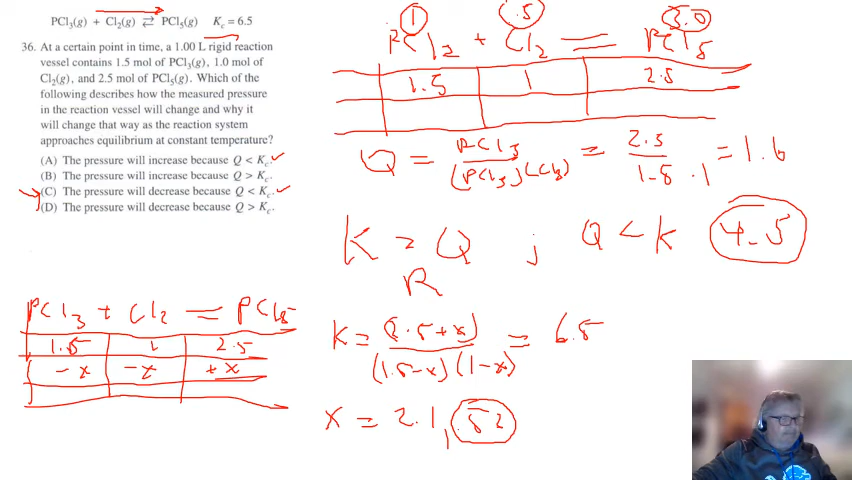 PCl3(g) + Cl2(g) ⇄ PCl5(g) Kc = 6.5
36. At a certain point in time, a 1.00 L rigid reaction
vessel contains 1.5 mol of PCl3(g), 1.0 mol of
Cl2(g), and 2.5 mol of PCl5(g). Which of the
following describes how the measured pressure
in the reaction vessel will change and why it
will change that way as the reaction system
approaches equilibrium at constant temperature?
(A) The pressure will increase because Q < Kc.
(B) The pressure will increase because Q > Kc.
(C) The pressure will decrease because Q < Kc.
(D) The pressure will decrease because Q > Kc.
PCl3 + Cl2 = PCl5
1.5 1 2.5
-x -x +x
1 .5 3.0
PCl2 + Cl2 = PCl5
1.5 1 2.5
Q = PCl3 / (PCl3)(Cl3) = 2.5 / 1.5 . 1 = 1.6
K = Q ; Q < K 4.5
R
K = (2.5+x) / (1.5-x)(1-x) = 6.5
x = 2.1, .52